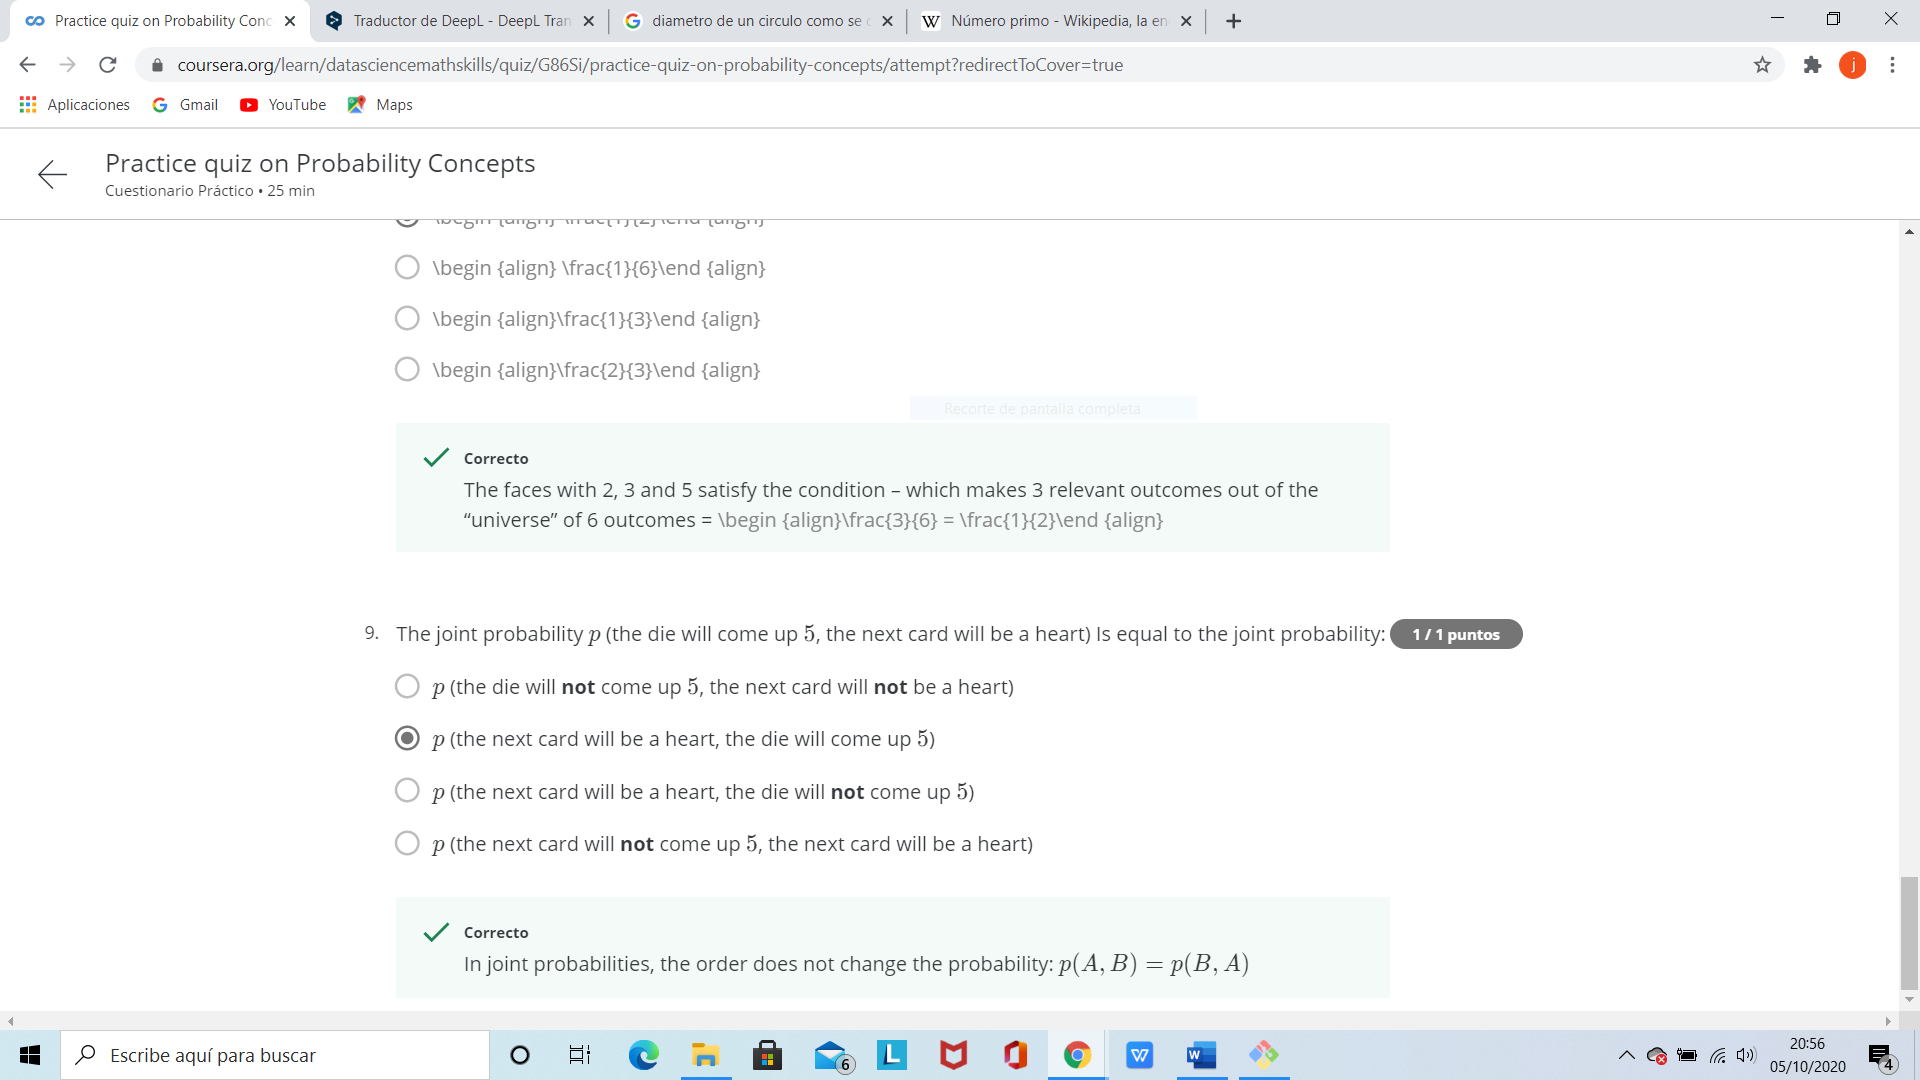 Practice quiz on Probability Conc
Traductor de DeepL - DeepL Tran
diametro de un circulo como se c
Número primo - Wikipedia, la en
coursera.org/learn/datasciencemathskills/quiz/G86Si/practice-quiz-on-probability-concepts/attempt?redirectToCover=true
j
Aplicaciones
Gmail
YouTube
Maps
Practice quiz on Probability Concepts
Cuestionario Práctico • 25 min
\begin {align} \frac{1}{2}\end {align}
\begin {align} \frac{1}{6}\end {align}
\begin {align}\frac{1}{3}\end {align}
\begin {align}\frac{2}{3}\end {align}
Recorte de pantalla completa
Correcto
The faces with 2, 3 and 5 satisfy the condition – which makes 3 relevant outcomes out of the
“universe” of 6 outcomes = \begin {align}\frac{3}{6} = \frac{1}{2}\end {align}
9. The joint probability p (the die will come up 5, the next card will be a heart) Is equal to the joint probability: 1 / 1 puntos
p (the die will not come up 5, the next card will not be a heart)
p (the next card will be a heart, the die will come up 5)
p (the next card will be a heart, the die will not come up 5)
p (the next card will not come up 5, the next card will be a heart)
Correcto
In joint probabilities, the order does not change the probability: p(A, B) = p(B, A)
Escribe aquí para buscar
6
L
W
W
20:56
05/10/2020
4